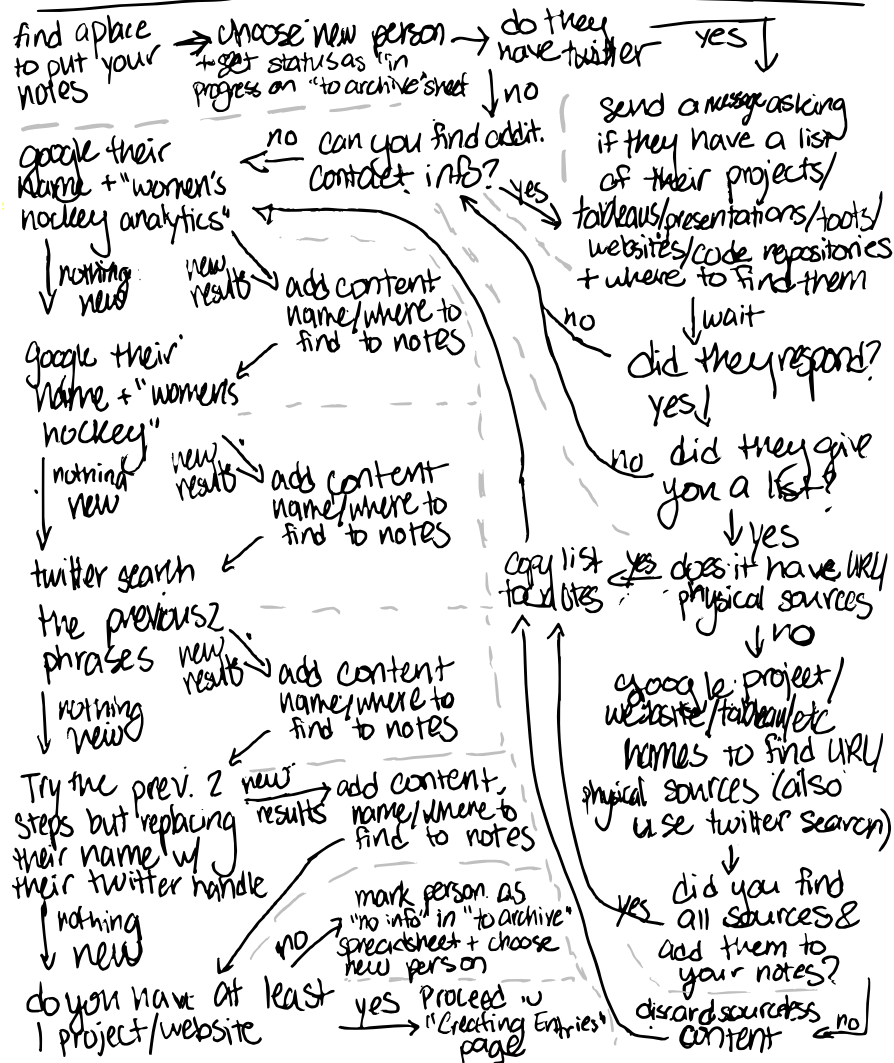 find a place
to put your
notes
choose new person
+ set status as "in
progress on "to archive" sheet
do they
have twitter
yes
no
send a message asking
if they have a list
of their projects/
tableaus/presentations/tools/
websites/code repositories
+ where to find them
wait
did they respond?
no
yes
did they give
you a list?
no
yes
does it have URL/
physical sources
yes
copy list
to notes
no
google project/
website/tableau/etc
names to find URL/
physical sources (also
use twitter search)
did you find
all sources &
add them to
your notes?
yes
no
discard sourceless
content
can you find addit.
contact info?
yes
no
google their
name + "women's
hockey analytics"
nothing
new
new
results
add content
name/where to
find to notes
google their
name + "womens
hockey"
nothing
new
new
results
add content
name/where to
find to notes
twitter search
the previous 2
phrases
nothing
new
new
results
add content
name/where to
find to notes
Try the prev. 2
steps but replacing
their name w/
their twitter handle
new
results
add content,
name/where to
find to notes
nothing
new
do you have at least
1 project/website
no
mark person as
"no info" in "to archive"
spreadsheet + choose
new person
yes
Proceed to
"Creating Entries"
page